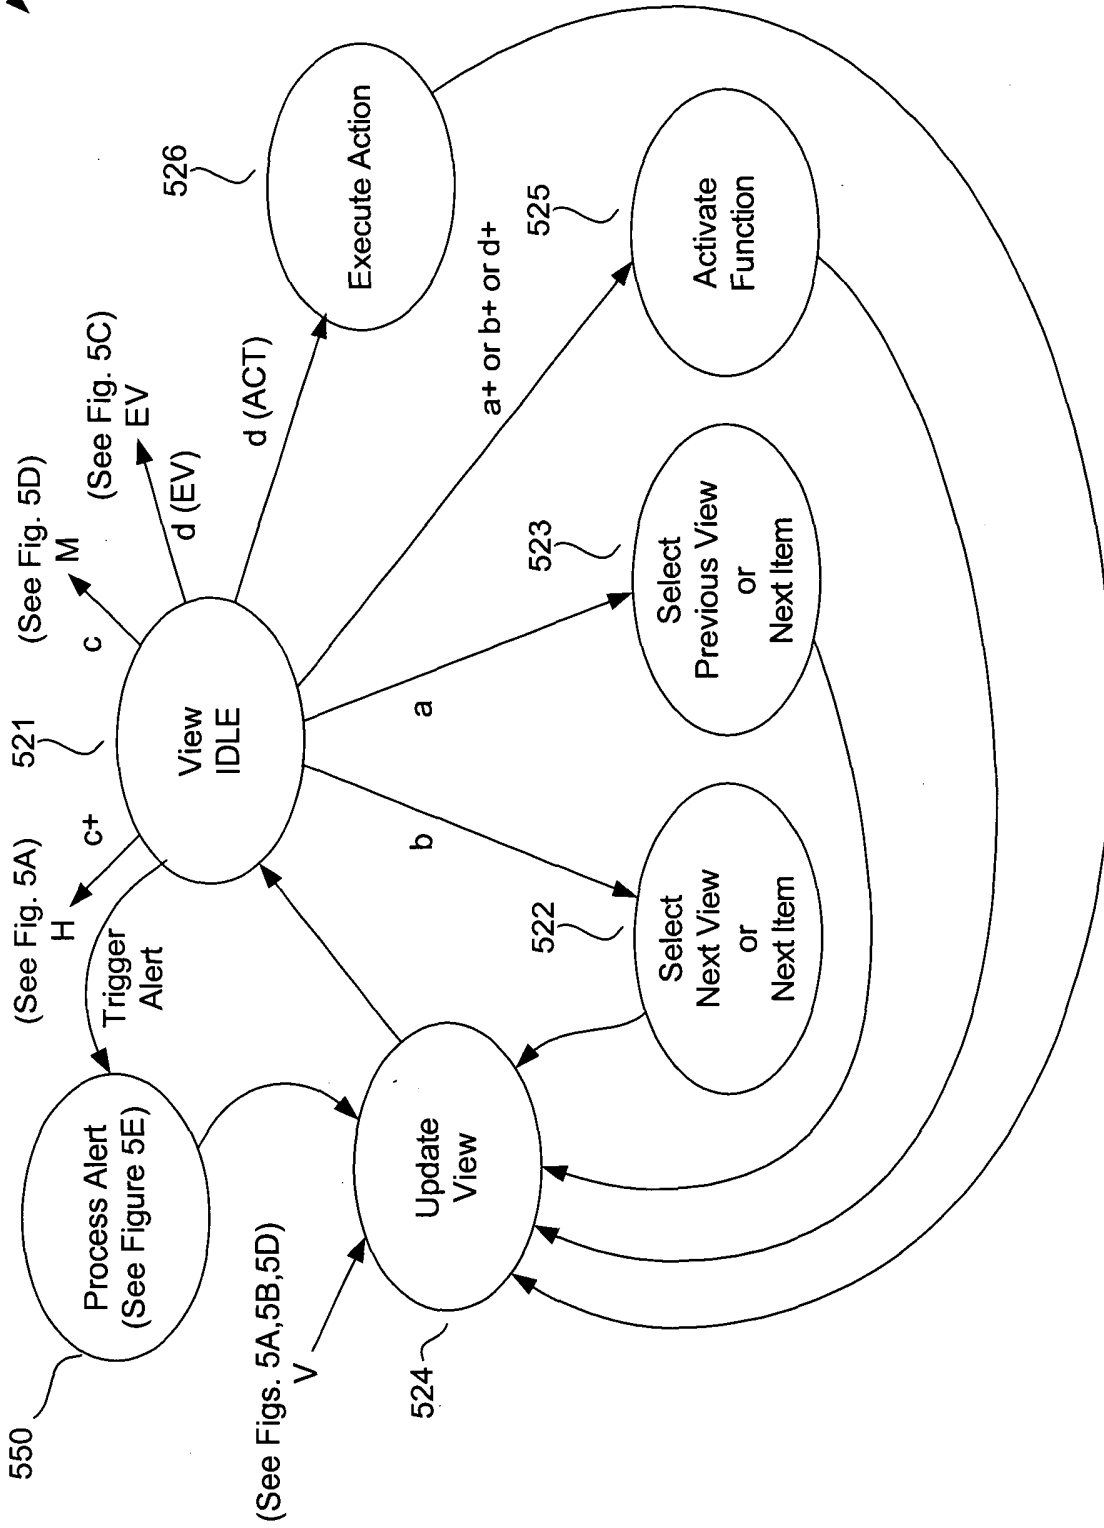 550
Process Alert
(See Figure 5E)
(See Fig. 5A)
H
c+
Trigger
Alert
521
View
IDLE
(See Fig. 5D)
M
c
(See Fig. 5C)
EV
d (EV)
d (ACT)
526
Execute Action
(See Figs. 5A,5B,5D)
V
524
Update
View
b
a
a+ or b+ or d+
522
Select
Next View
or
Next Item
523
Select
Previous View
or
Next Item
525
Activate
Function